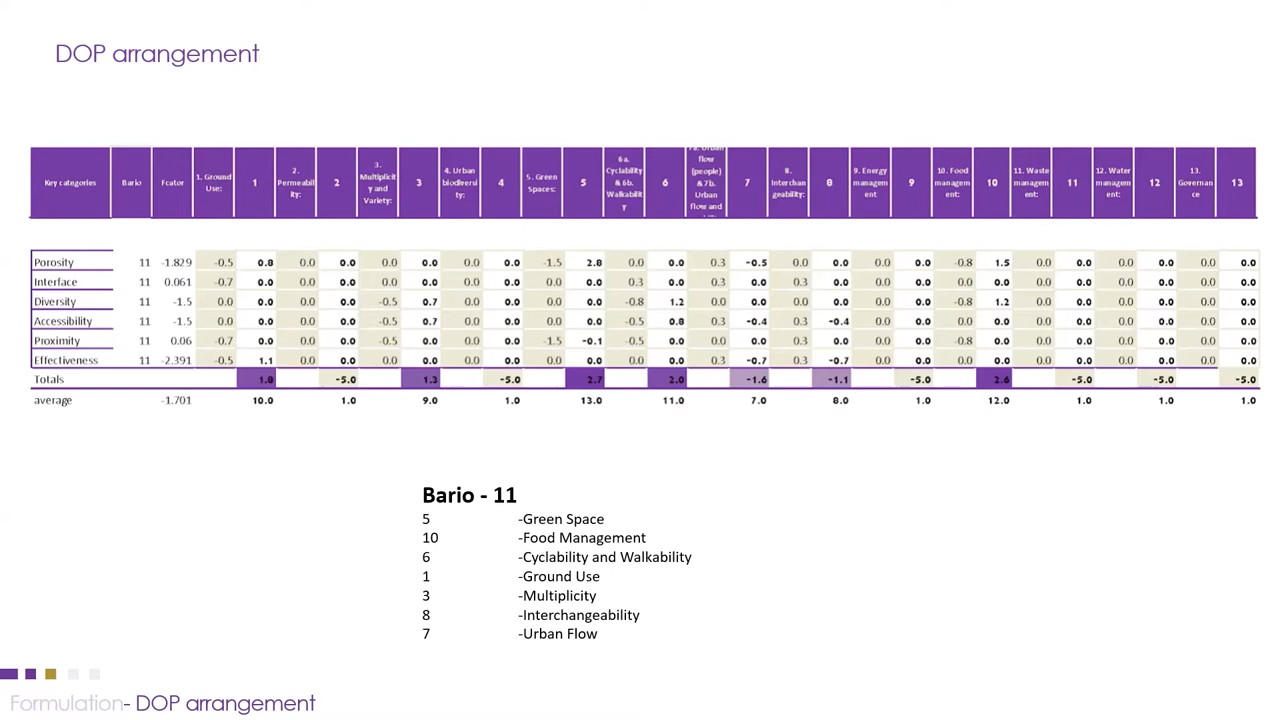 DOP arrangement
Key categories Bario Fcator 1. Ground Use: 1 2. Permeability: 2 3. Multiplicity and Variety: 3 4. Urban biodiversity: 4 5. Green Spaces: 5 6a. Cyclability & 6b. Walkability 6 7a. Urban flow (people) & 7b. Urban flow and 7 8. Interchangeability: 8 9. Energy management 9 10. Food management: 10 11. Waste management: 11 12. Water management: 12 13. Governance 13
Porosity 11 -1.829 -0.5 0.8 0.0 0.0 0.0 0.0 0.0 0.0 -1.5 2.8 0.0 0.0 0.3 -0.5 0.0 0.0 0.0 0.0 -0.8 1.5 0.0 0.0 0.0 0.0 0.0 0.0
Interface 11 0.061 -0.7 0.0 0.0 0.0 0.0 0.0 0.0 0.0 0.0 0.0 0.3 0.0 0.3 0.0 0.3 0.0 0.0 0.0 0.0 0.0 0.0 0.0 0.0 0.0 0.0 0.0
Diversity 11 -1.5 0.0 0.0 0.0 0.0 -0.5 0.7 0.0 0.0 0.0 0.0 -0.8 1.2 0.0 0.0 0.0 0.0 0.0 0.0 -0.8 1.2 0.0 0.0 0.0 0.0 0.0 0.0
Accessibility 11 -1.5 0.0 0.0 0.0 0.0 -0.5 0.7 0.0 0.0 0.0 0.0 -0.5 0.8 0.3 -0.4 0.3 -0.4 0.0 0.0 0.0 0.0 0.0 0.0 0.0 0.0 0.0 0.0
Proximity 11 0.06 -0.7 0.0 0.0 0.0 -0.5 0.0 0.0 0.0 -1.5 -0.1 -0.5 0.0 0.3 0.0 0.3 0.0 0.0 0.0 -0.8 0.0 0.0 0.0 0.0 0.0 0.0 0.0
Effectiveness 11 -2.391 -0.5 1.1 0.0 0.0 0.0 0.0 0.0 0.0 0.0 0.0 0.0 0.0 0.3 -0.7 0.3 -0.7 0.0 0.0 0.0 0.0 0.0 0.0 0.0 0.0 0.0 0.0
Totals 1.8 -5.0 1.3 -5.0 2.7 2.0 -1.6 -1.1 -5.0 2.6 -5.0 -5.0 -5.0
average -1.701 10.0 1.0 9.0 1.0 13.0 11.0 7.0 8.0 1.0 12.0 1.0 1.0 1.0
Bario - 11
5 -Green Space
10 -Food Management
6 -Cyclability and Walkability
1 -Ground Use
3 -Multiplicity
8 -Interchangeability
7 -Urban Flow
Formulation- DOP arrangement